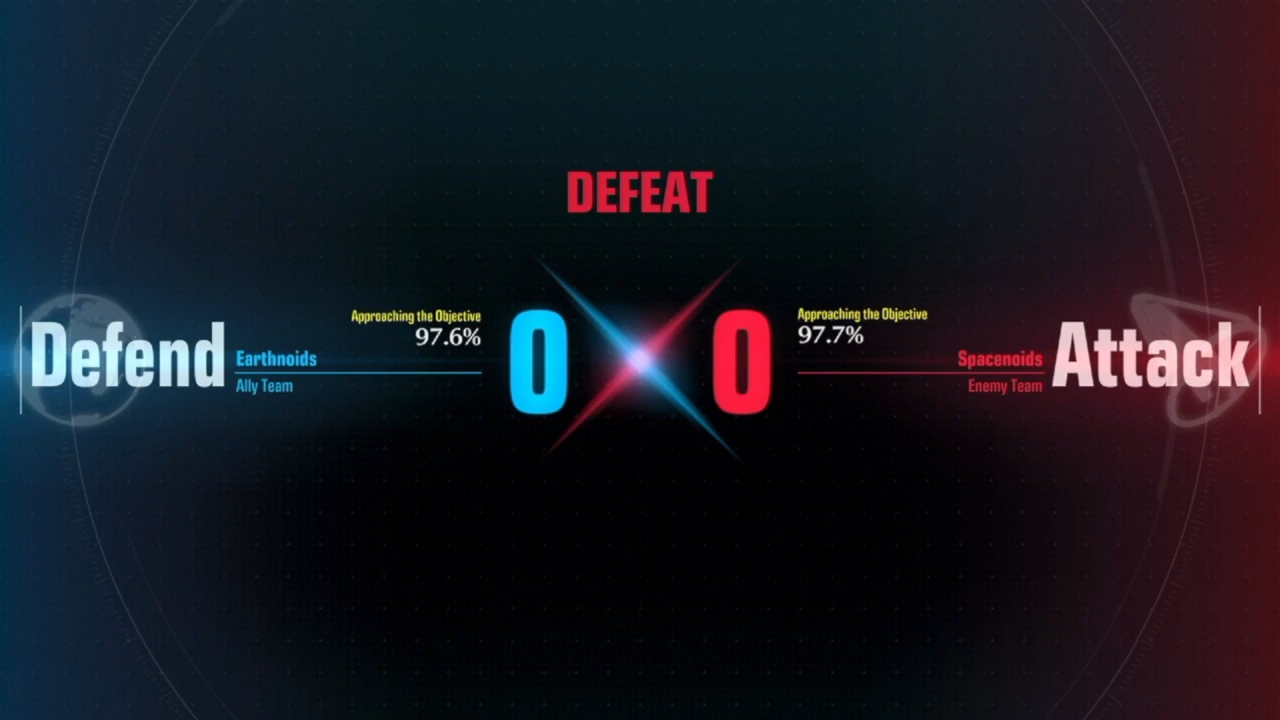 DEFEAT
Defend
Earthnoids
Ally Team
Approaching the Objective
97.6%
0
0
Approaching the Objective
97.7%
Spacenoids
Enemy Team
Attack